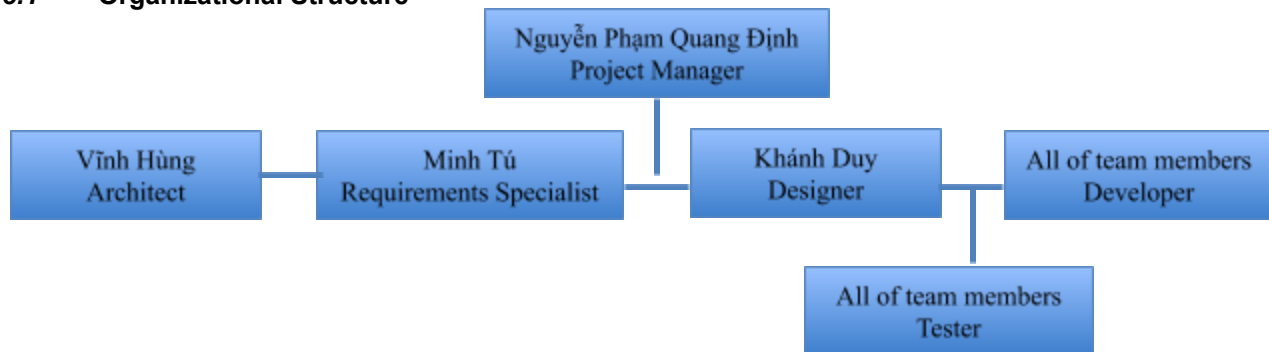 Organizational Structure
Nguyễn Phạm Quang Định
Project Manager
Vĩnh Hùng
Architect
Minh Tú
Requirements Specialist
Khánh Duy
Designer
All of team members
Developer
All of team members
Tester